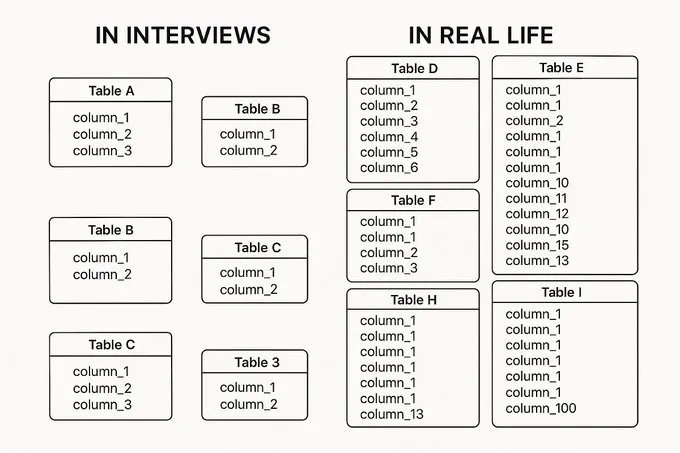 IN INTERVIEWS
Table A
column_1
column_2
column_3
Table B
column_1
column_2
Table B
column_1
column_2
Table C
column_1
column_2
Table C
column_1
column_2
column_3
Table 3
column_1
column_2
IN REAL LIFE
Table D
column_1
column_2
column_3
column_4
column_5
column_6
Table E
column_1
column_1
column_2
column_1
column_1
column_1
column_10
column_11
column_12
column_10
column_15
column_13
Table F
column_1
column_1
column_2
column_3
Table H
column_1
column_1
column_1
column_1
column_1
column_1
column_13
Table I
column_1
column_1
column_1
column_1
column_1
column_1
column_100